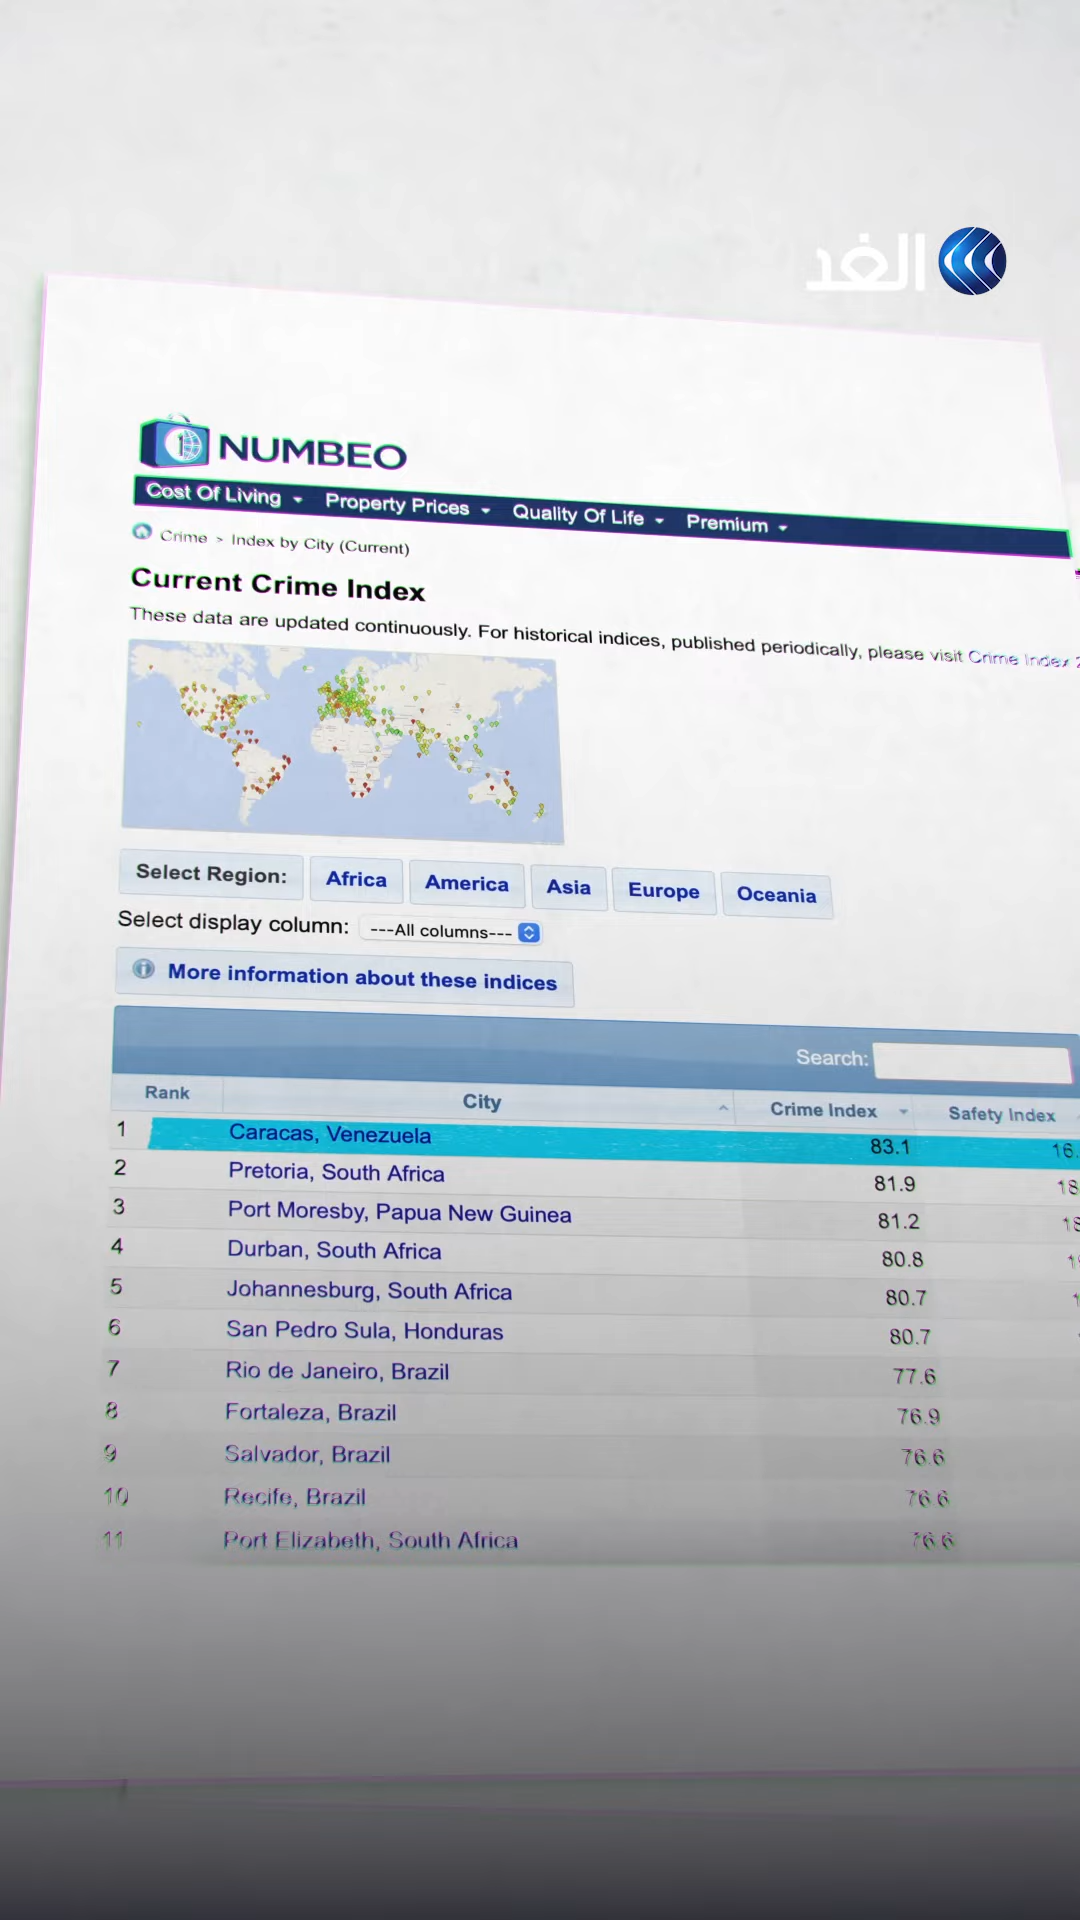 الغد
NUMBEO
Cost Of Living Property Prices Quality Of Life Premium
Crime > Index by City (Current)
Current Crime Index
These data are updated continuously. For historical indices, published periodically, please visit Crime Index
Select Region: Africa America Asia Europe Oceania
Select display column: ---All columns---
More information about these indices
Search:
Rank City Crime Index Safety Index
1 Caracas, Venezuela 83.1 16.
2 Pretoria, South Africa 81.9 18
3 Port Moresby, Papua New Guinea 81.2
4 Durban, South Africa 80.8
5 Johannesburg, South Africa 80.7
6 San Pedro Sula, Honduras 80.7
7 Rio de Janeiro, Brazil 77.6
8 Fortaleza, Brazil 76.9
9 Salvador, Brazil 76.6
10 Recife, Brazil 76.6
11 Port Elizabeth, South Africa 76.6